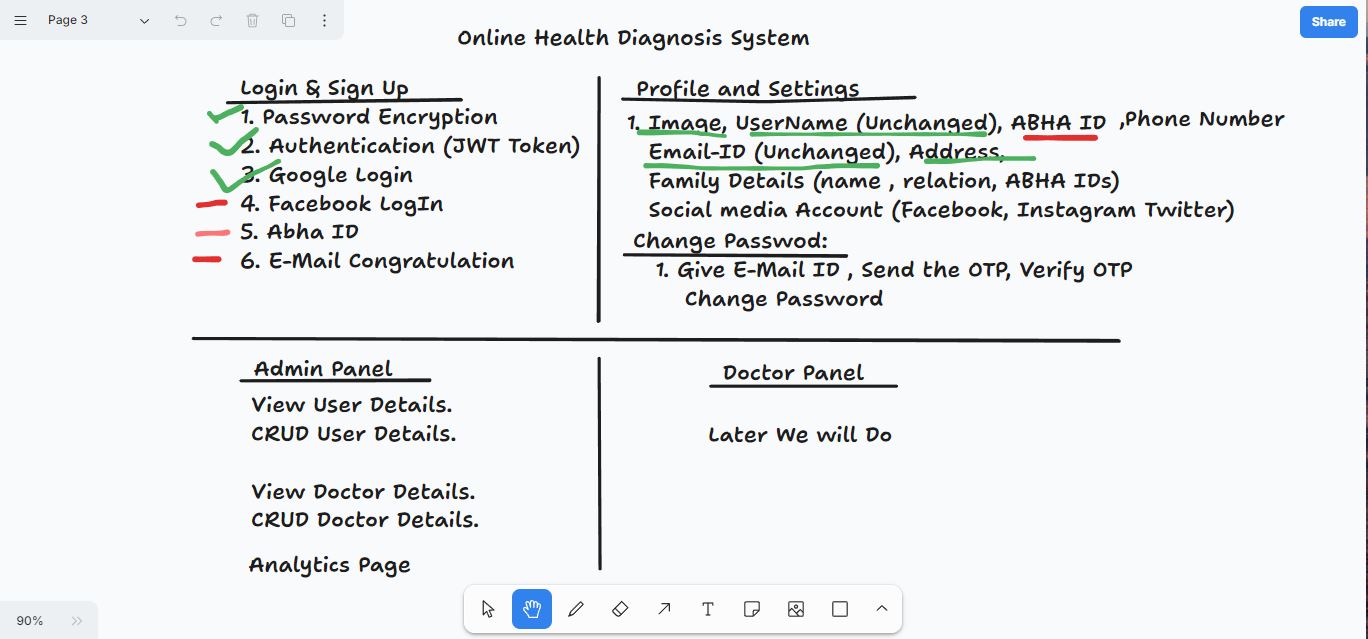 Page 3
Share
Online Health Diagnosis System
Login & Sign Up
1. Password Encryption
2. Authentication (JWT Token)
3. Google Login
4. Facebook LogIn
5. Abha ID
6. E-Mail Congratulation
Profile and Settings
1. Image, UserName (Unchanged), ABHA ID ,Phone Number
Email-ID (Unchanged), Address,
Family Details (name , relation, ABHA IDs)
Social media Account (Facebook, Instagram Twitter)
Change Passwod:
1. Give E-Mail ID , Send the OTP, Verify OTP
Change Password
Admin Panel
View User Details.
CRUD User Details.
View Doctor Details.
CRUD Doctor Details.
Analytics Page
Doctor Panel
Later We will Do
90%